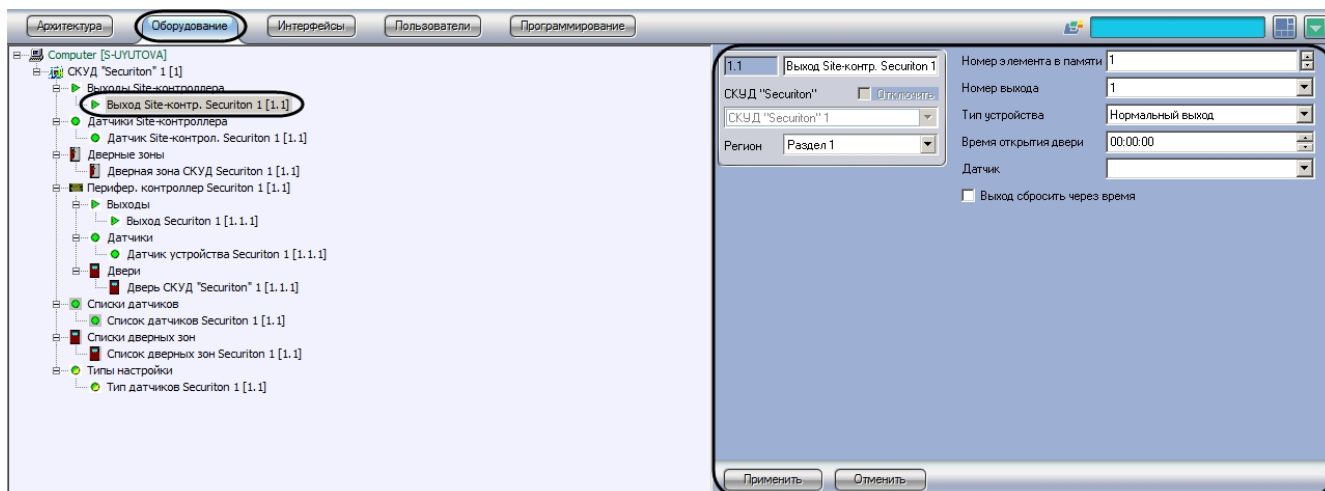 Архитектура Оборудование Интерфейсы Пользователи Программирование
Computer [S-UYUTOVA]
СКУД "Securiton" 1 [1]
Выходы Site-контроллера
Выход Site-контр. Securiton 1 [1.1]
Датчики Site-контроллера
Датчик Site-контрол. Securiton 1 [1.1]
Дверные зоны
Дверная зона СКУД Securiton 1 [1.1]
Перифер. контроллер Securiton 1 [1.1]
Выходы
Выход Securiton 1 [1.1.1]
Датчики
Датчик устройства Securiton 1 [1.1.1]
Двери
Дверь СКУД "Securiton" 1 [1.1.1]
Списки датчиков
Список датчиков Securiton 1 [1.1]
Списки дверных зон
Список дверных зон Securiton 1 [1.1]
Типы настройки
Тип датчиков Securiton 1 [1.1]
1.1 Выход Site-контр. Securiton 1
СКУД "Securiton" Отключить
СКУД "Securiton" 1
Регион Раздел 1
Номер элемента в памяти 1
Номер выхода 1
Тип устройства Нормальный выход
Время открытия двери 00:00:00
Датчик
Выход сбросить через время
Применить Отменить